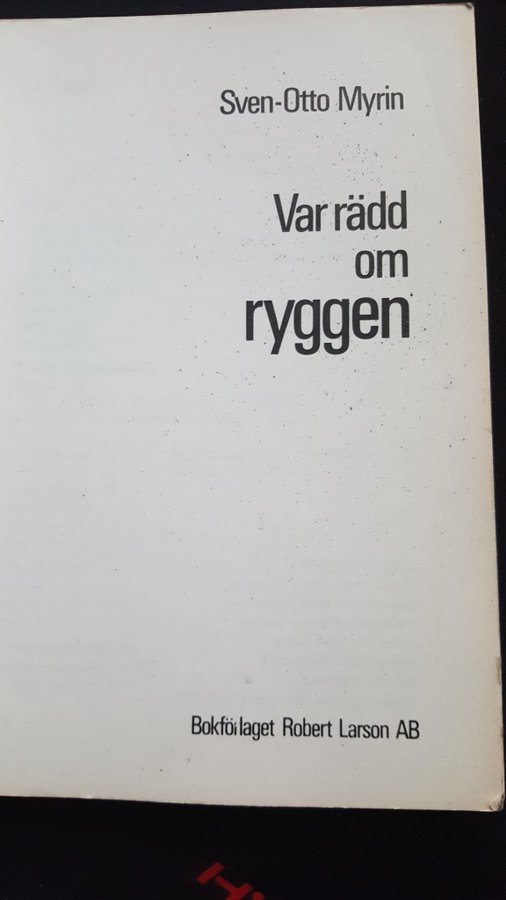 Sven-Otto Myrin
Var rädd
om
ryggen
Bokförlaget Robert Larson AB